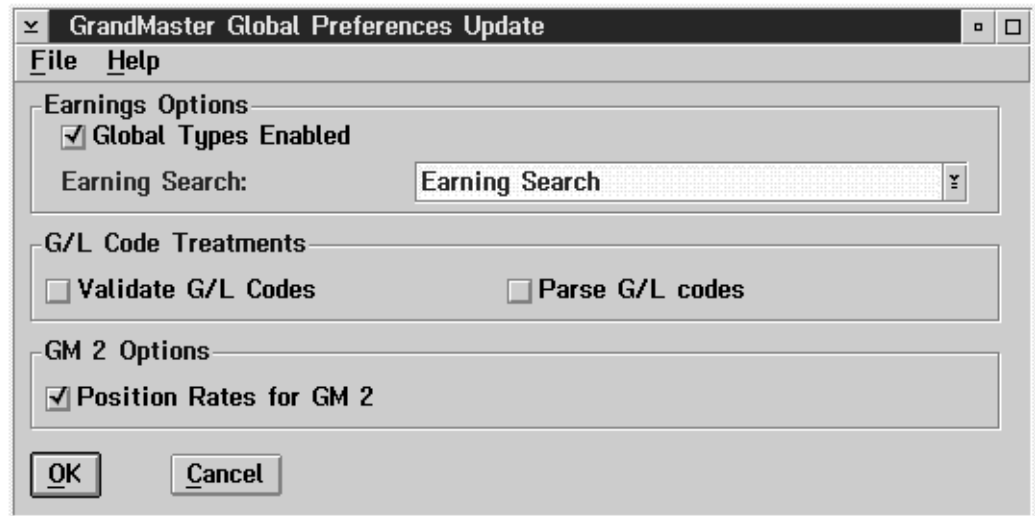 GrandMaster Global Preferences Update
File Help
Earnings Options
Global Types Enabled
Earning Search: Earning Search
G/L Code Treatments
Validate G/L Codes Parse G/L codes
GM 2 Options
Position Rates for GM 2
OK Cancel